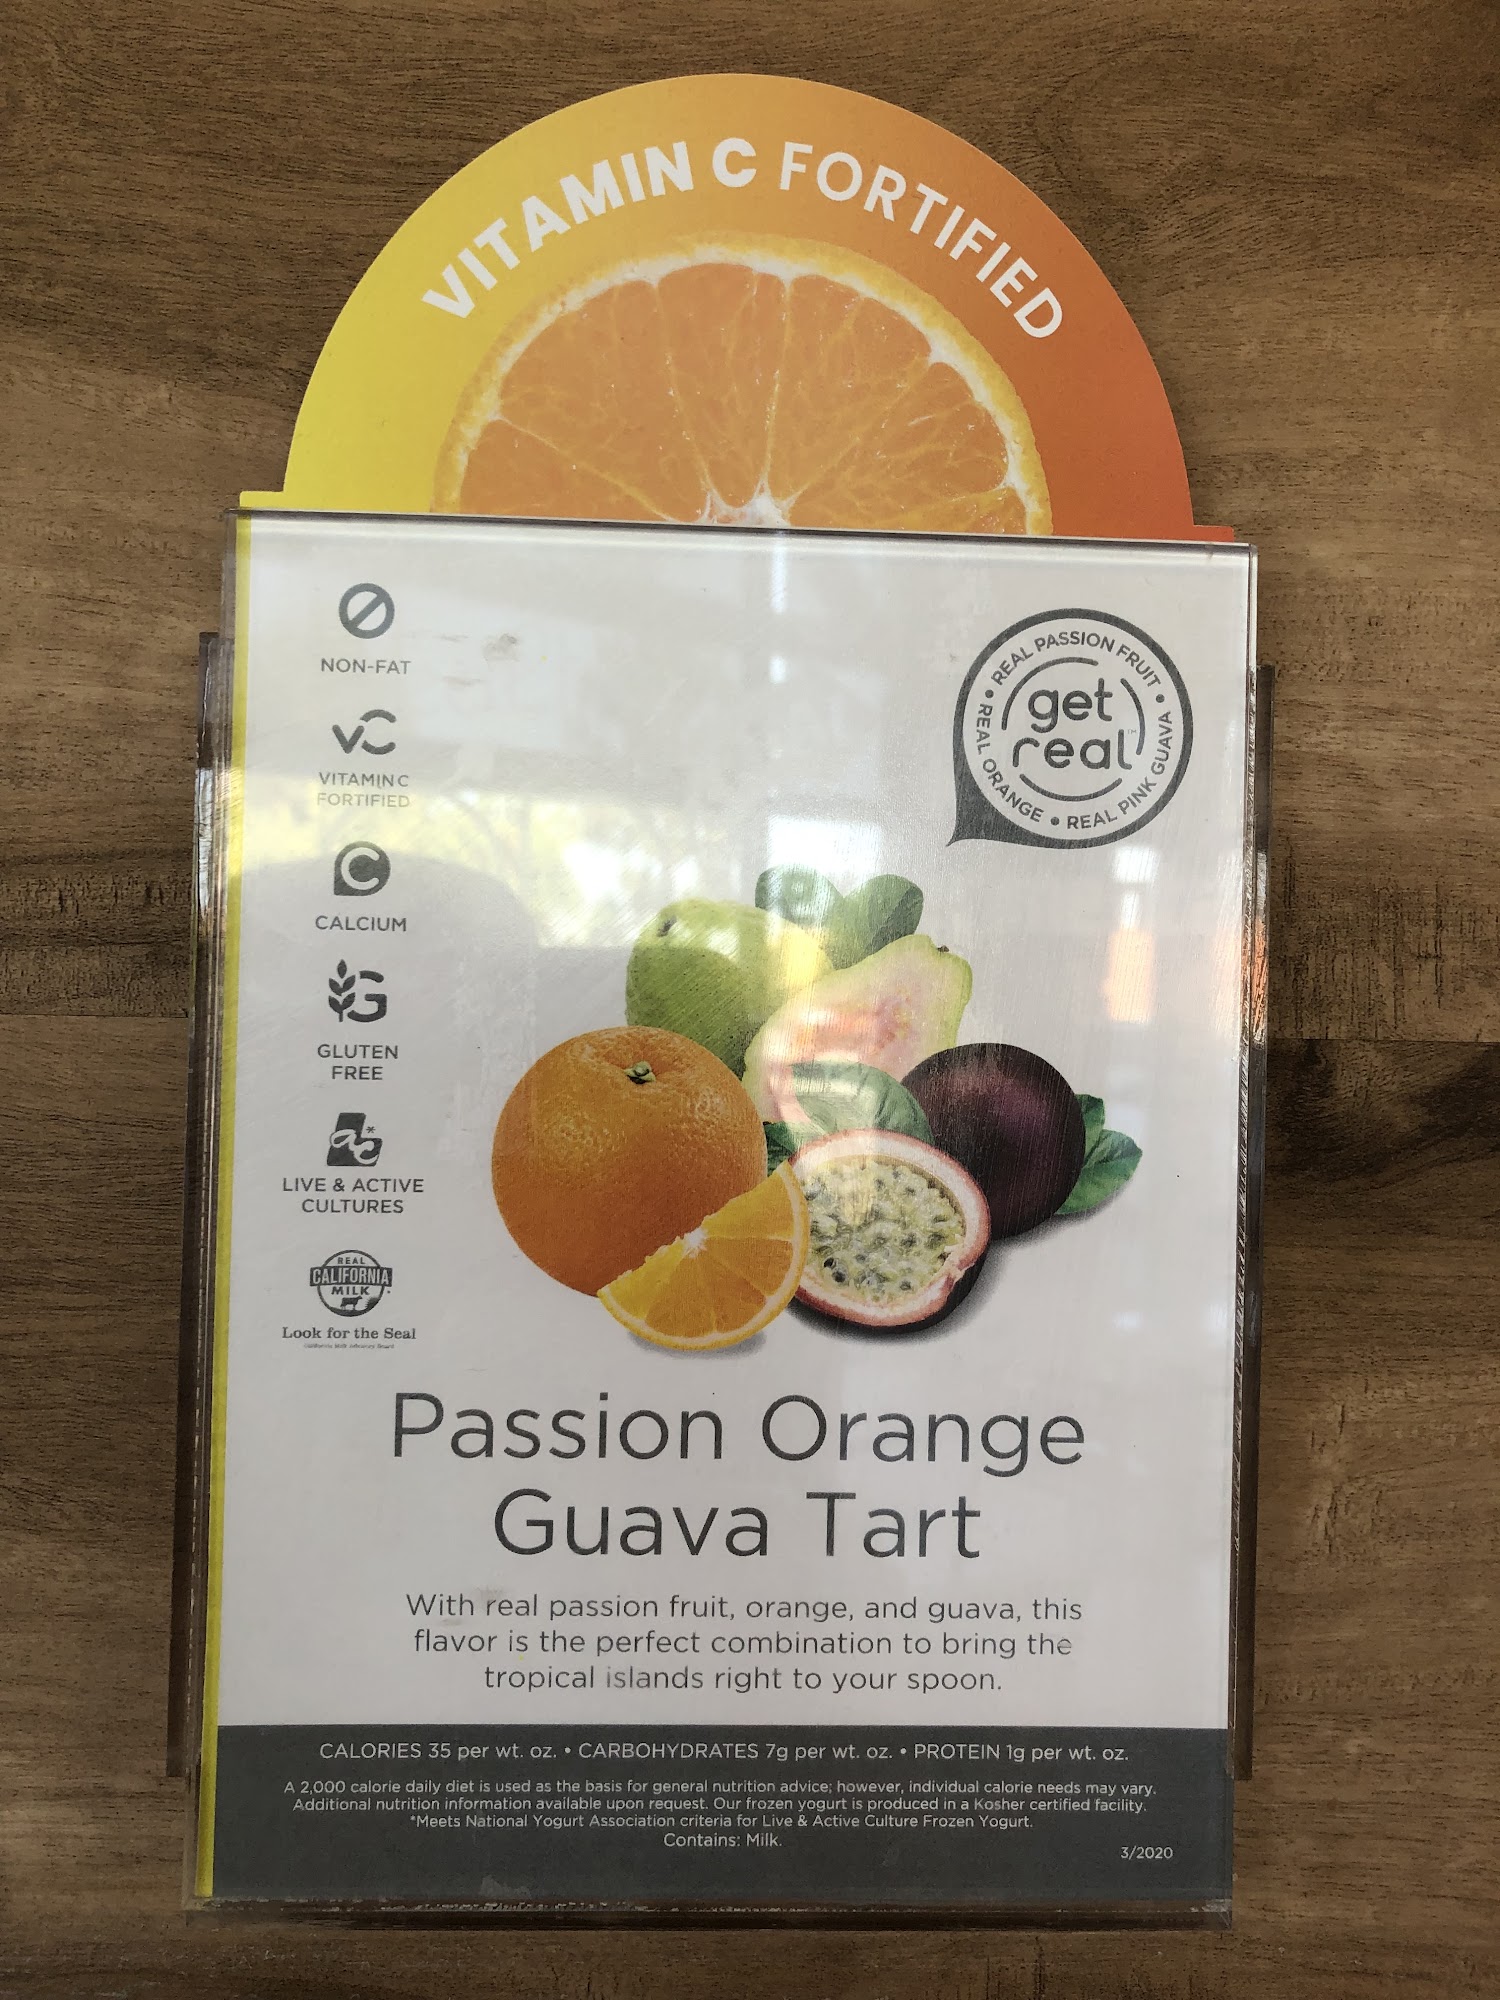 VITAMIN C FORTIFIED
NON-FAT
VC
VITAMIN C
FORTIFIED
C
CALCIUM
G
GLUTEN
FREE
ac*
LIVE & ACTIVE
CULTURES
REAL
CALIFORNIA
MILK
Look for the Seal
California Milk Advisory Board
• REAL PASSION FRUIT • REAL PINK GUAVA • REAL ORANGE
get
real
Passion Orange
Guava Tart
With real passion fruit, orange, and guava, this
flavor is the perfect combination to bring the
tropical islands right to your spoon.
CALORIES 35 per wt. oz. • CARBOHYDRATES 7g per wt. oz. • PROTEIN 1g per wt. oz.
A 2,000 calorie daily diet is used as the basis for general nutrition advice; however, individual calorie needs may vary.
Additional nutrition information available upon request. Our frozen yogurt is produced in a Kosher certified facility.
*Meets National Yogurt Association criteria for Live & Active Culture Frozen Yogurt.
Contains: Milk.
3/2020